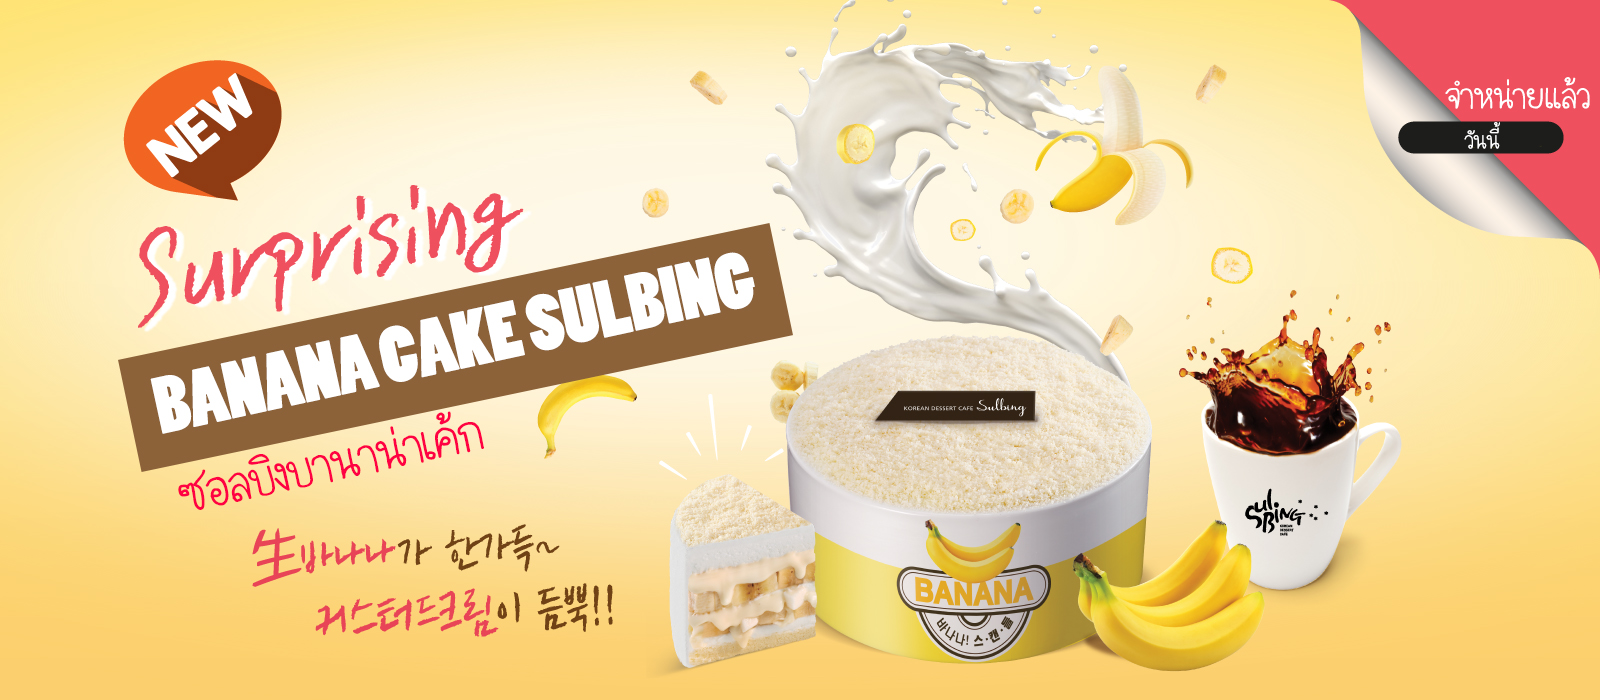 NEW
Surprising
BANANA CAKE SULBING
ซอลบิงบานาน่าเค้ก
生바나나가 한가득~
커스터드크림이 듬뿍!!
จำหน่ายแล้ว
วันนี้
KOREAN DESSERT CAFE Sulbing
BANANA
바나나! 스·캔·들
SULBING
KOREAN
DESSERT
CAFE